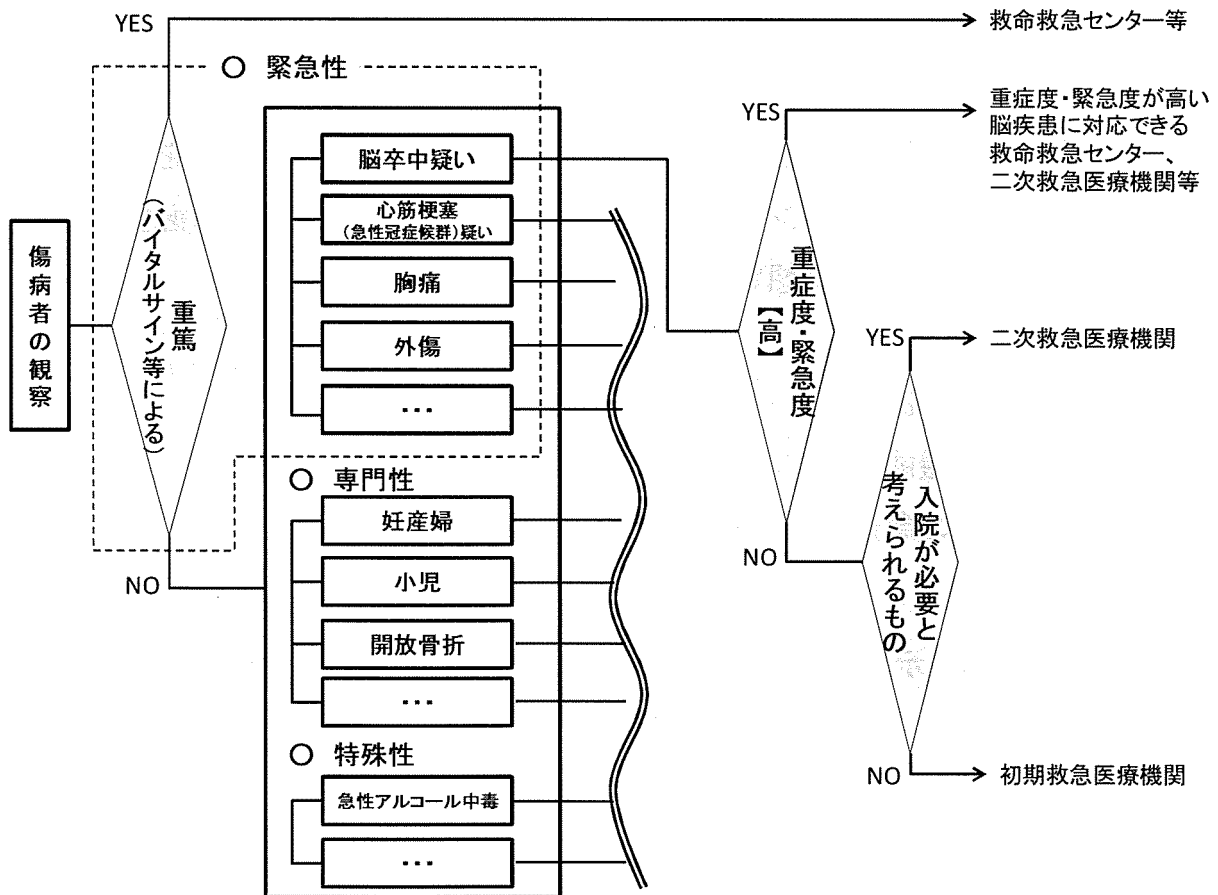 YES
救命救急センター等
○ 緊急性
傷病者の観察
重篤
（バイタルサイン等による）
NO
脳卒中疑い
心筋梗塞
（急性冠症候群）疑い
胸痛
外傷
・・・
○ 専門性
妊産婦
小児
開放骨折
・・・
○ 特殊性
急性アルコール中毒
・・・
重症度・緊急度
【高】
YES
重症度・緊急度が高い
脳疾患に対応できる
救命救急センター、
二次救急医療機関等
NO
入院が必要と
考えられるもの
YES
二次救急医療機関
NO
初期救急医療機関